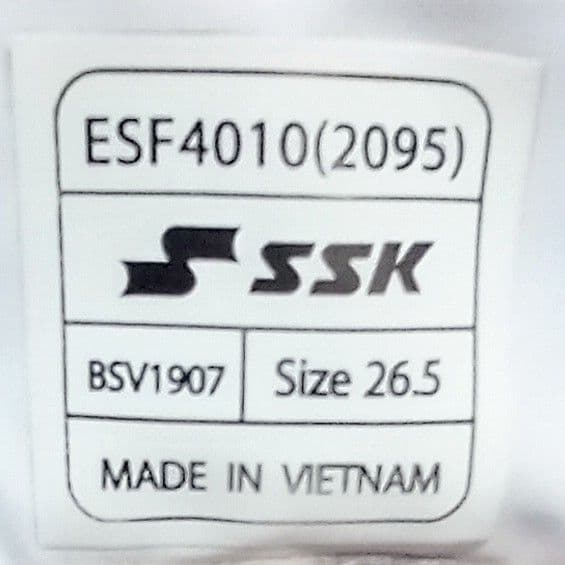 ESF4010(2095)
SSK
BSV1907 Size 26.5
MADE IN VIETNAM